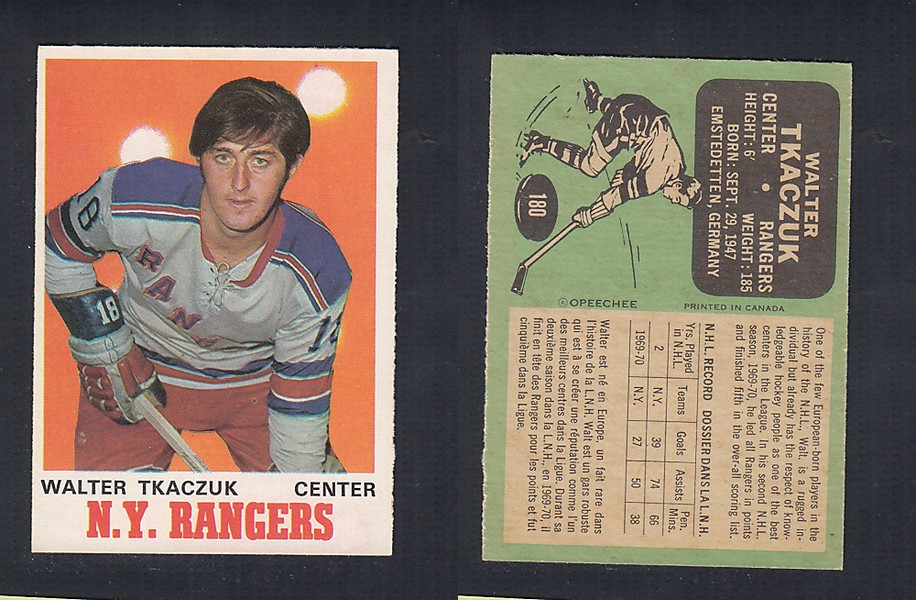 18
18
RAN
18
WALTER TKACZUK CENTER
N.Y. RANGERS
WALTER
TKACZUK
CENTER • RANGERS
HEIGHT: 6' WEIGHT: 185
BORN: SEPT. 29, 1947
EMSTEDETTEN, GERMANY
180
©OPEECHEE PRINTED IN CANADA
One of the few European-born players in the
history of the N.H.L., Walt, is a rugged in-
dividual but already has the respect of know-
ledgeable hockey people as one of the best
centers in the League. In his second N.H.L.
season, 1969-70, he led all Rangers in points
and finished fifth in the over-all scoring list.
N.H.L. RECORD DOSSIER DANS LA L.N.H.
Yrs. Played Teams Goals Assists Pen.
in N.H.L. Mins.
2 N.Y. 39 74 66
1969-70 N.Y. 27 50 38
Walter est né en Europe, un fait rare dans
l'histoire de la L.N.H. Walt est un gars robuste
qui est à se créer une réputation comme l'un
des meilleurs centres dans la Ligue. Durant sa
deuxième saison dans la L.N.H., en 1969-70, il
finit en tête des Rangers pour les points et fut
cinquième dans la Ligue.